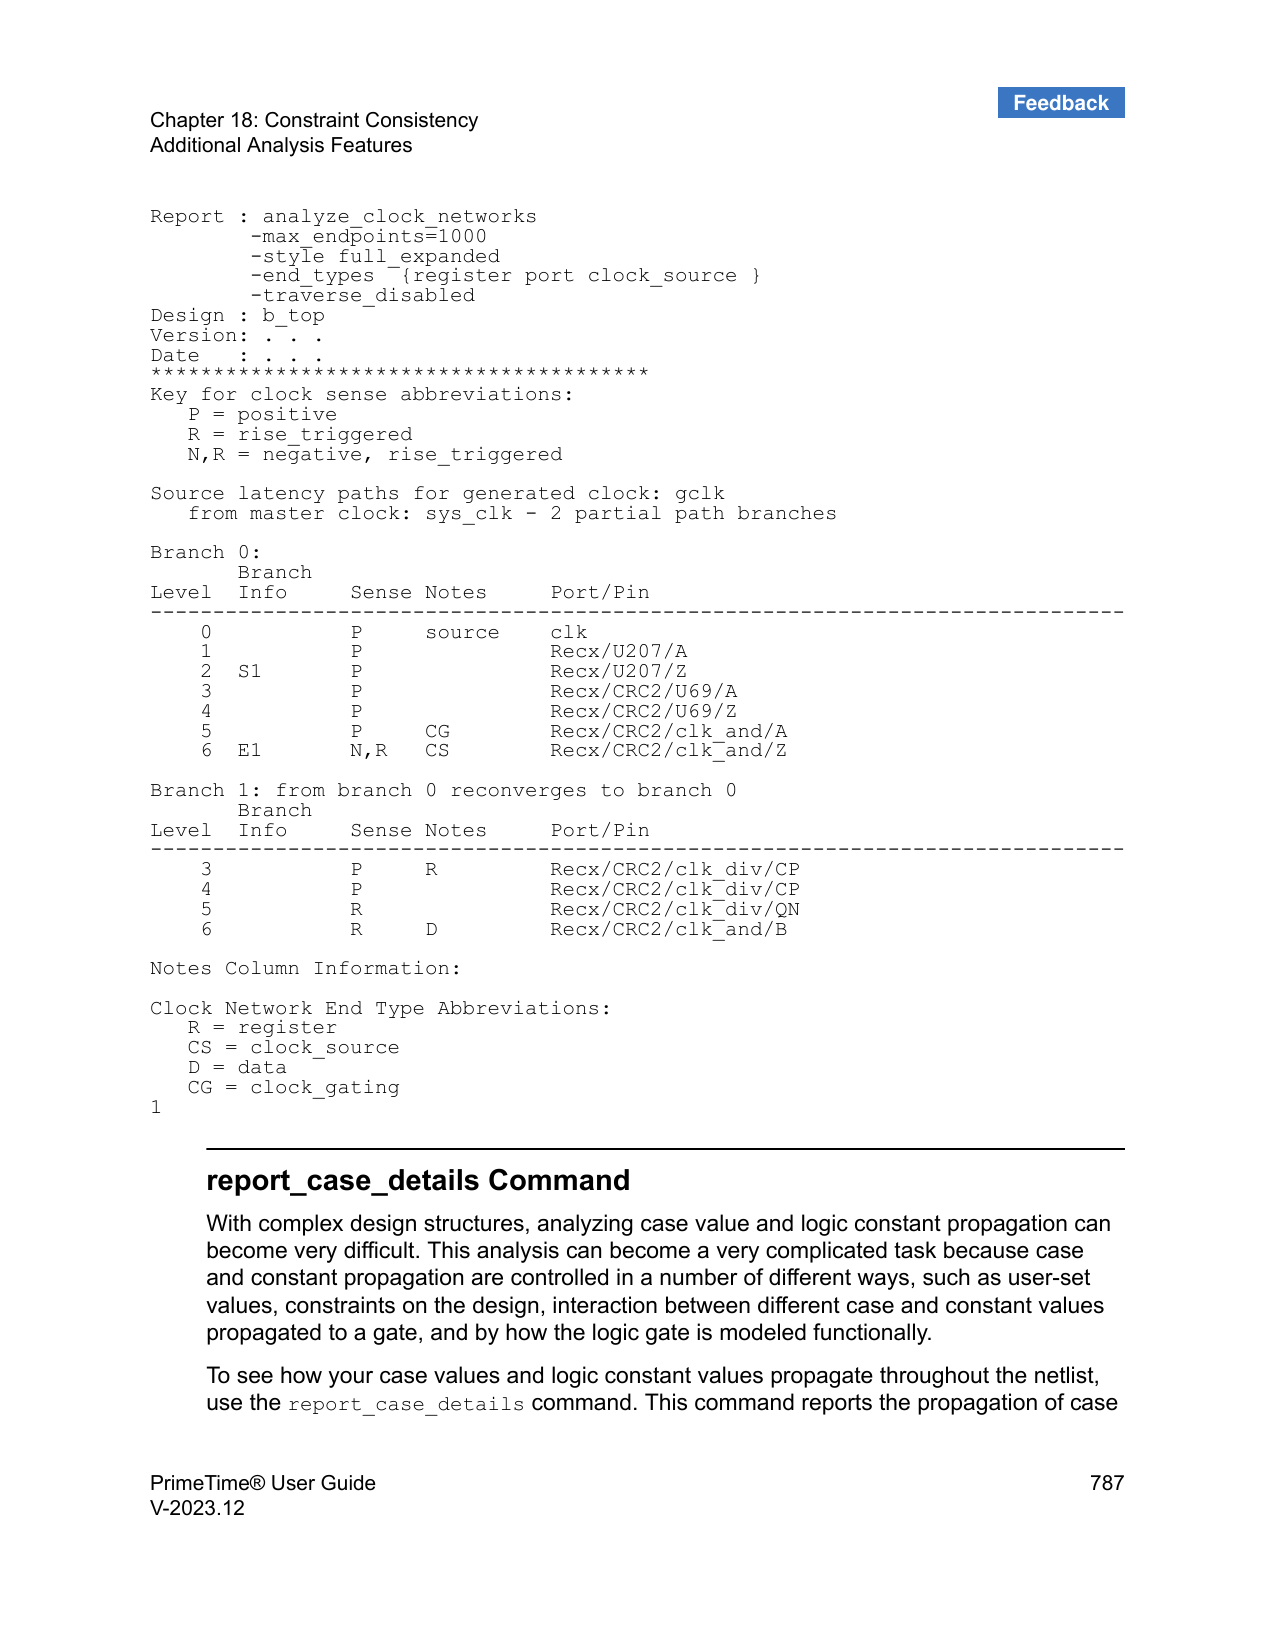 Feedback
Chapter 18: Constraint Consistency
Additional Analysis Features
Report : analyze_clock_networks
        -max_endpoints=1000
        -style full_expanded
        -end_types  {register port clock_source }
        -traverse_disabled
Design : b_top
Version: . . .
Date   : . . .
****************************************
Key for clock sense abbreviations:
   P = positive
   R = rise_triggered
   N,R = negative, rise_triggered
Source latency paths for generated clock: gclk
   from master clock: sys_clk - 2 partial path branches
Branch 0:
       Branch
Level  Info     Sense Notes     Port/Pin
------------------------------------------------------------------------------
    0           P     source    clk
    1           P               Recx/U207/A
    2  S1       P               Recx/U207/Z
    3           P               Recx/CRC2/U69/A
    4           P               Recx/CRC2/U69/Z
    5           P     CG        Recx/CRC2/clk_and/A
    6  E1       N,R   CS        Recx/CRC2/clk_and/Z
Branch 1: from branch 0 reconverges to branch 0
       Branch
Level  Info     Sense Notes     Port/Pin
------------------------------------------------------------------------------
    3           P     R         Recx/CRC2/clk_div/CP
    4           P               Recx/CRC2/clk_div/CP
    5           R               Recx/CRC2/clk_div/QN
    6           R     D         Recx/CRC2/clk_and/B
Notes Column Information:
Clock Network End Type Abbreviations:
   R = register
   CS = clock_source
   D = data
   CG = clock_gating
1
report_case_details Command
With complex design structures, analyzing case value and logic constant propagation can
become very difficult. This analysis can become a very complicated task because case
and constant propagation are controlled in a number of different ways, such as user-set
values, constraints on the design, interaction between different case and constant values
propagated to a gate, and by how the logic gate is modeled functionally.
To see how your case values and logic constant values propagate throughout the netlist,
use the report_case_details command. This command reports the propagation of case
PrimeTime® User Guide 787
V-2023.12